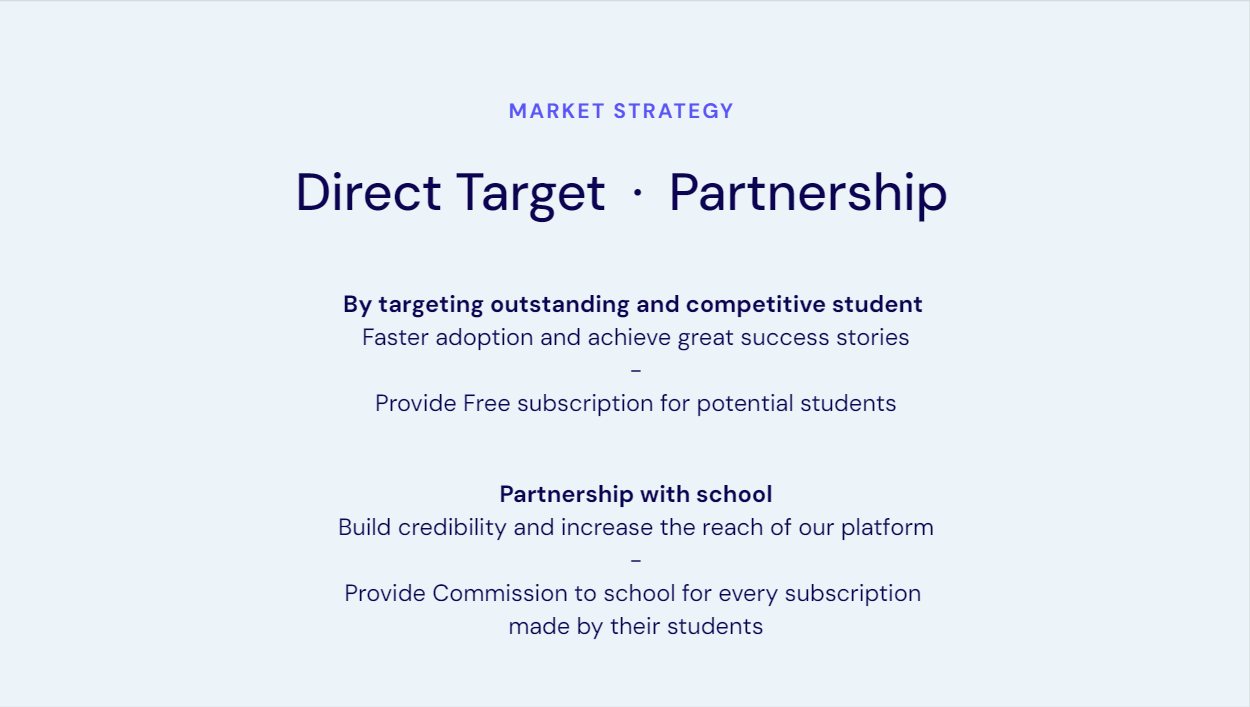 MARKET STRATEGY
Direct Target · Partnership
By targeting outstanding and competitive student
Faster adoption and achieve great success stories
–
Provide Free subscription for potential students
Partnership with school
Build credibility and increase the reach of our platform
–
Provide Commission to school for every subscription
made by their students